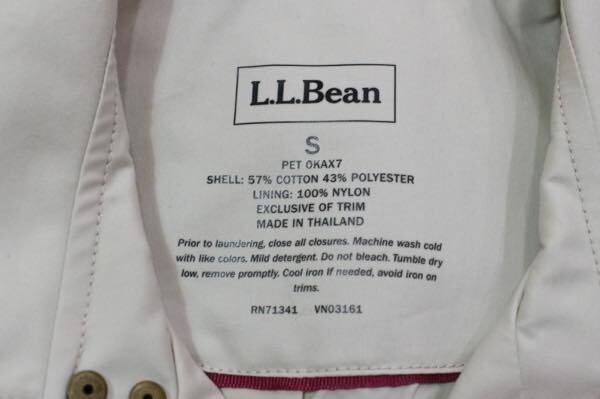 L.L.Bean
S
PET OKAX7
SHELL: 57% COTTON 43% POLYESTER
LINING: 100% NYLON
EXCLUSIVE OF TRIM
MADE IN THAILAND
Prior to laundering, close all closures. Machine wash cold
with like colors. Mild detergent. Do not bleach. Tumble dry
low, remove promptly. Cool iron if needed, avoid iron on
trims.
RN71341 VN03161